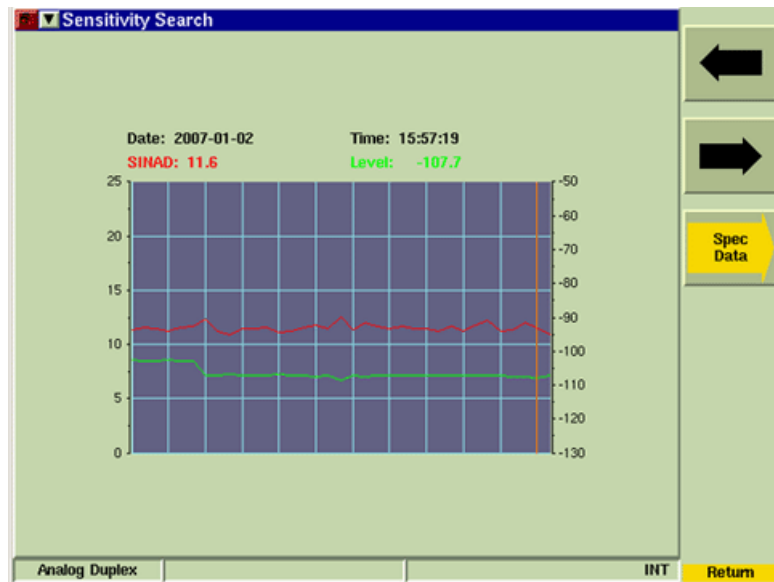 Sensitivity Search
Date: 2007-01-02 Time: 15:57:19
SINAD: 11.6 Level: -107.7
25 -50
-60
20 -70
-80
15 -90
10 -100
-110
5 -120
0 -130
Spec
Data
Analog Duplex INT Return